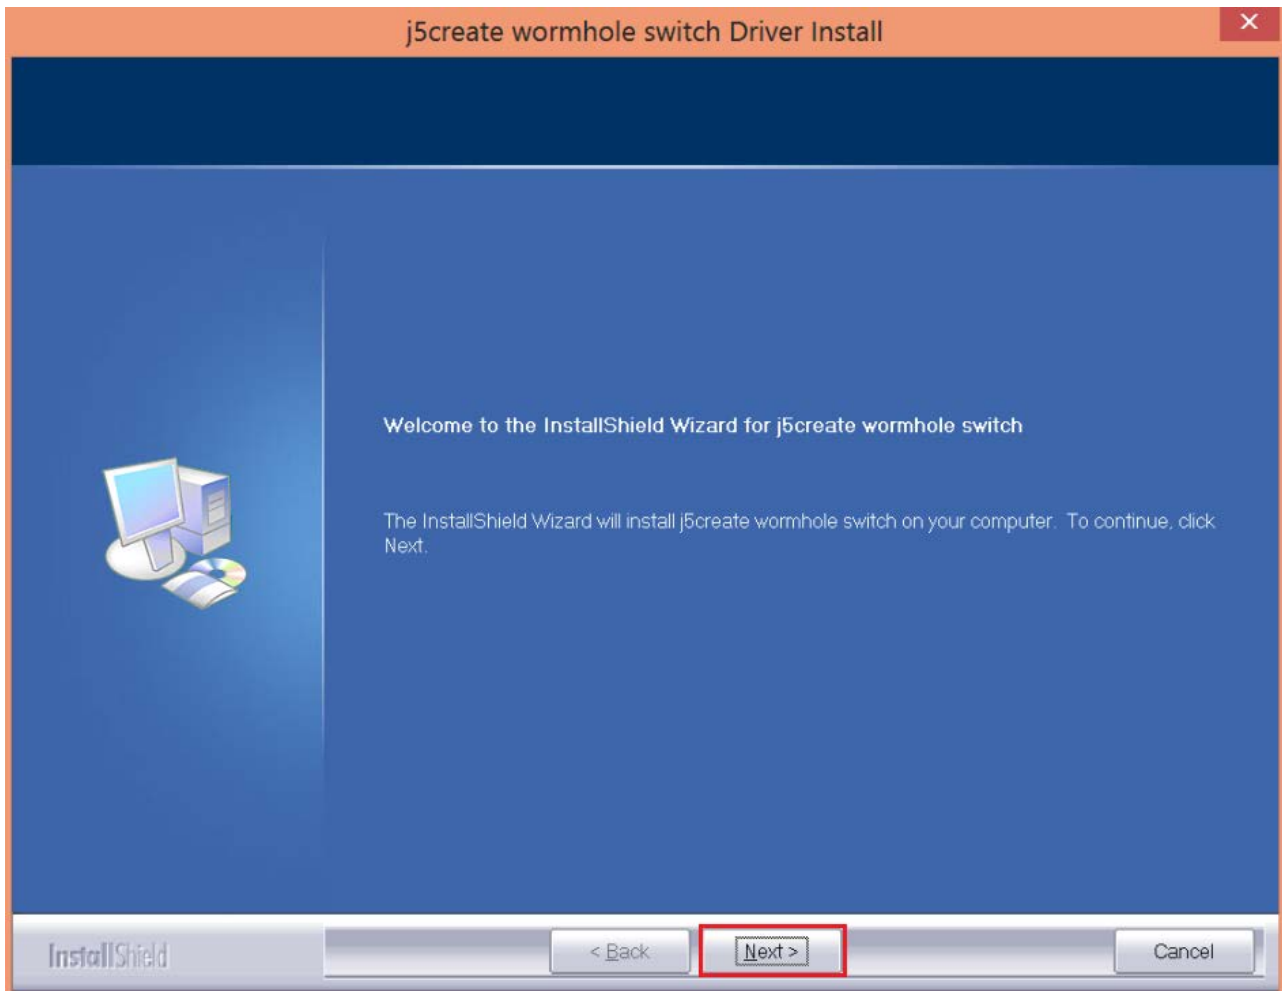 j5create wormhole switch Driver Install
Welcome to the InstallShield Wizard for j5create wormhole switch
The InstallShield Wizard will install j5create wormhole switch on your computer. To continue, click
Next.
InstallShield
< Back
Next >
Cancel